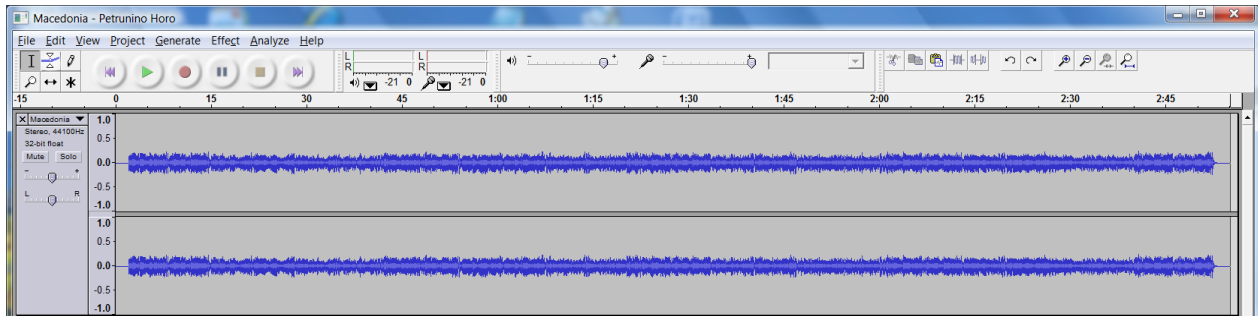 Macedonia - Petrunino Horo
File Edit View Project Generate Effect Analyze Help
L
R
-21 0
L
R
-21 0
- +
-
-15 0 15 30 45 1:00 1:15 1:30 1:45 2:00 2:15 2:30 2:45
X Macedonia
Stereo, 44100Hz
32-bit float
Mute Solo
- +
L R
1.0
0.5
0.0
-0.5
-1.0
1.0
0.5
0.0
-0.5
-1.0